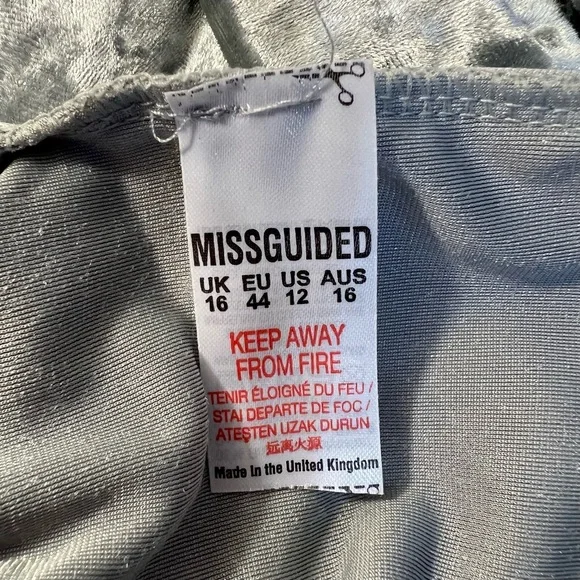 MISSGUIDED
UK EU US AUS
16 44 12 16
KEEP AWAY
FROM FIRE
TENIR ÉLOIGNÉ DU FEU /
STAI DEPARTE DE FOC /
ATEŞTEN UZAK DURUN
远离火源
Made in the United Kingdom